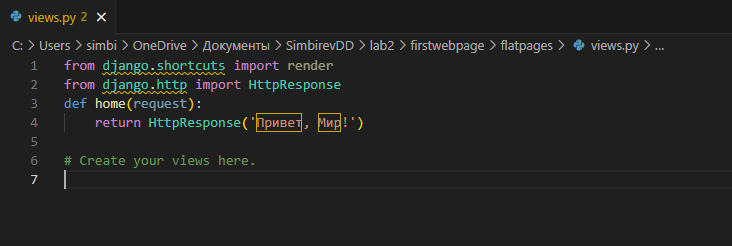 views.py 2
C: > Users > simbi > OneDrive > Документы > SimbirevDD > lab2 > firstwebpage > flatpages > views.py > ...
1 from django.shortcuts import render
2 from django.http import HttpResponse
3 def home(request):
4     return HttpResponse('Привет, Мир!')
5
6 # Create your views here.
7